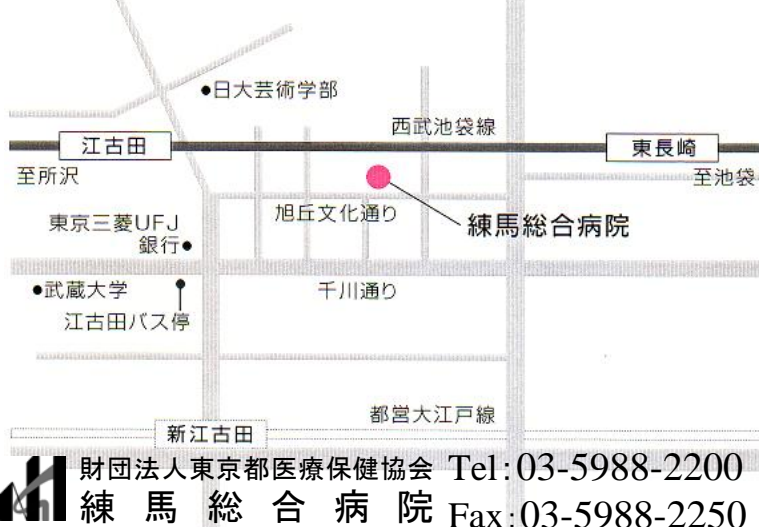 ●日大芸術学部
西武池袋線
江古田
東長崎
至所沢
至池袋
旭丘文化通り
練馬総合病院
東京三菱UFJ
銀行●
●武蔵大学
千川通り
江古田バス停
都営大江戸線
新江古田
財団法人東京都医療保健協会 Tel:03-5988-2200
練馬総合病院 Fax:03-5988-2250